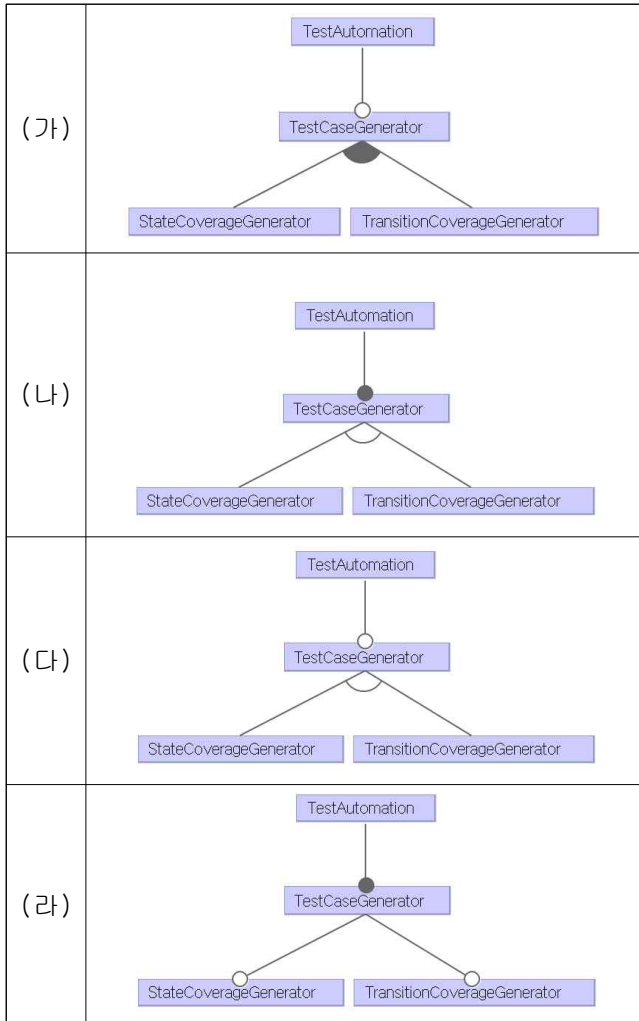 (가)
TestAutomation
TestCaseGenerator
StateCoverageGenerator TransitionCoverageGenerator
(나)
TestAutomation
TestCaseGenerator
StateCoverageGenerator TransitionCoverageGenerator
(다)
TestAutomation
TestCaseGenerator
StateCoverageGenerator TransitionCoverageGenerator
(라)
TestAutomation
TestCaseGenerator
StateCoverageGenerator TransitionCoverageGenerator